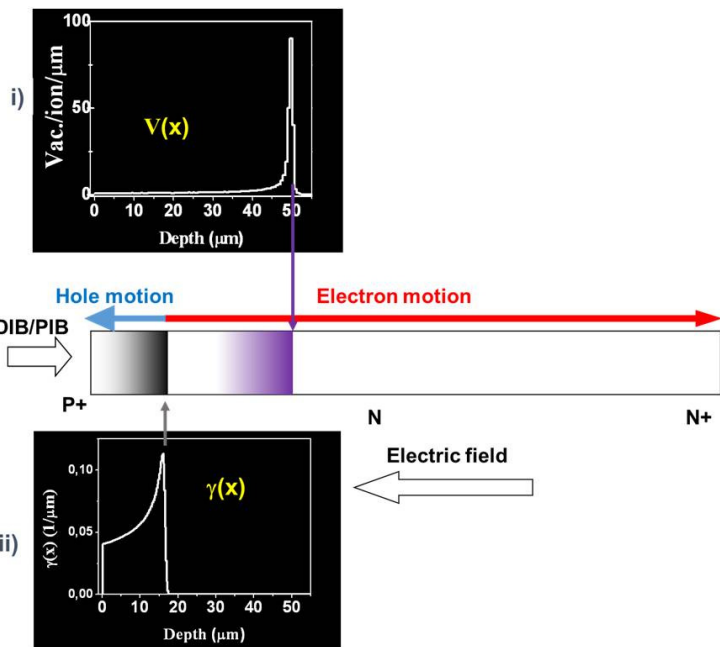 i)
100
50
0
Vac./ion/μm
V(x)
0 10 20 30 40 50
Depth (μm)
Hole motion
Electron motion
DIB/PIB
P+
N
N+
Electric field
ii)
0,10
0,05
0,00
γ(x) (1/μm)
γ(x)
0 10 20 30 40 50
Depth (μm)